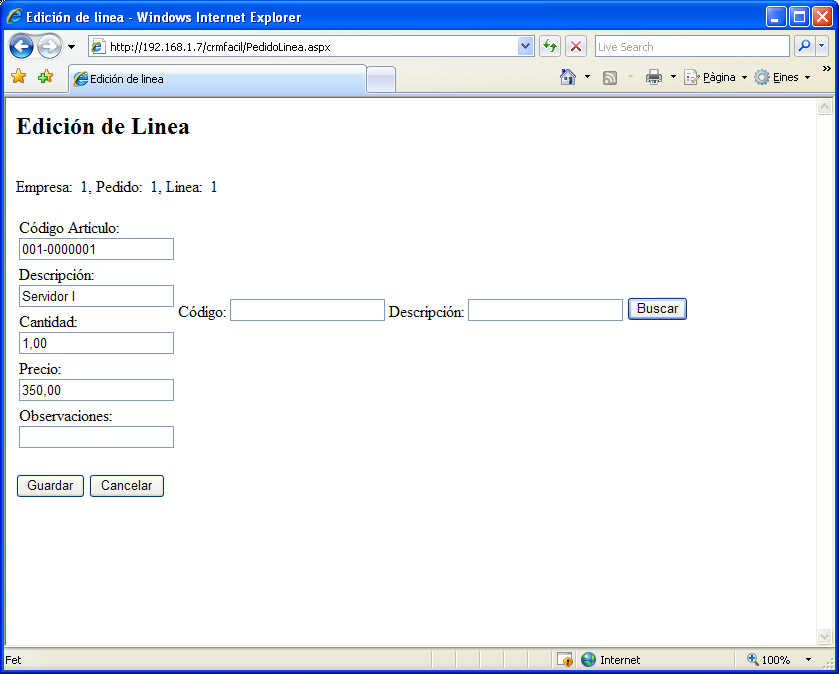 Edición de linea - Windows Internet Explorer
http://192.168.1.7/crmfacil/PedidoLinea.aspx
Live Search
Edición de linea
Pàgina
Eines
»
Edición de Linea
Empresa: 1, Pedido: 1, Linea: 1
Código Articulo:
001-0000001
Descripción:
Servidor I
Cantidad:
1,00
Precio:
350,00
Observaciones:
Código:
Descripción:
Buscar
Guardar
Cancelar
Fet
Internet
100%